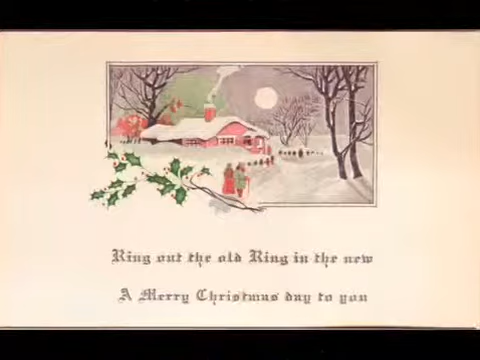 Ring out the old Ring in the new
A Merry Christmas day to you